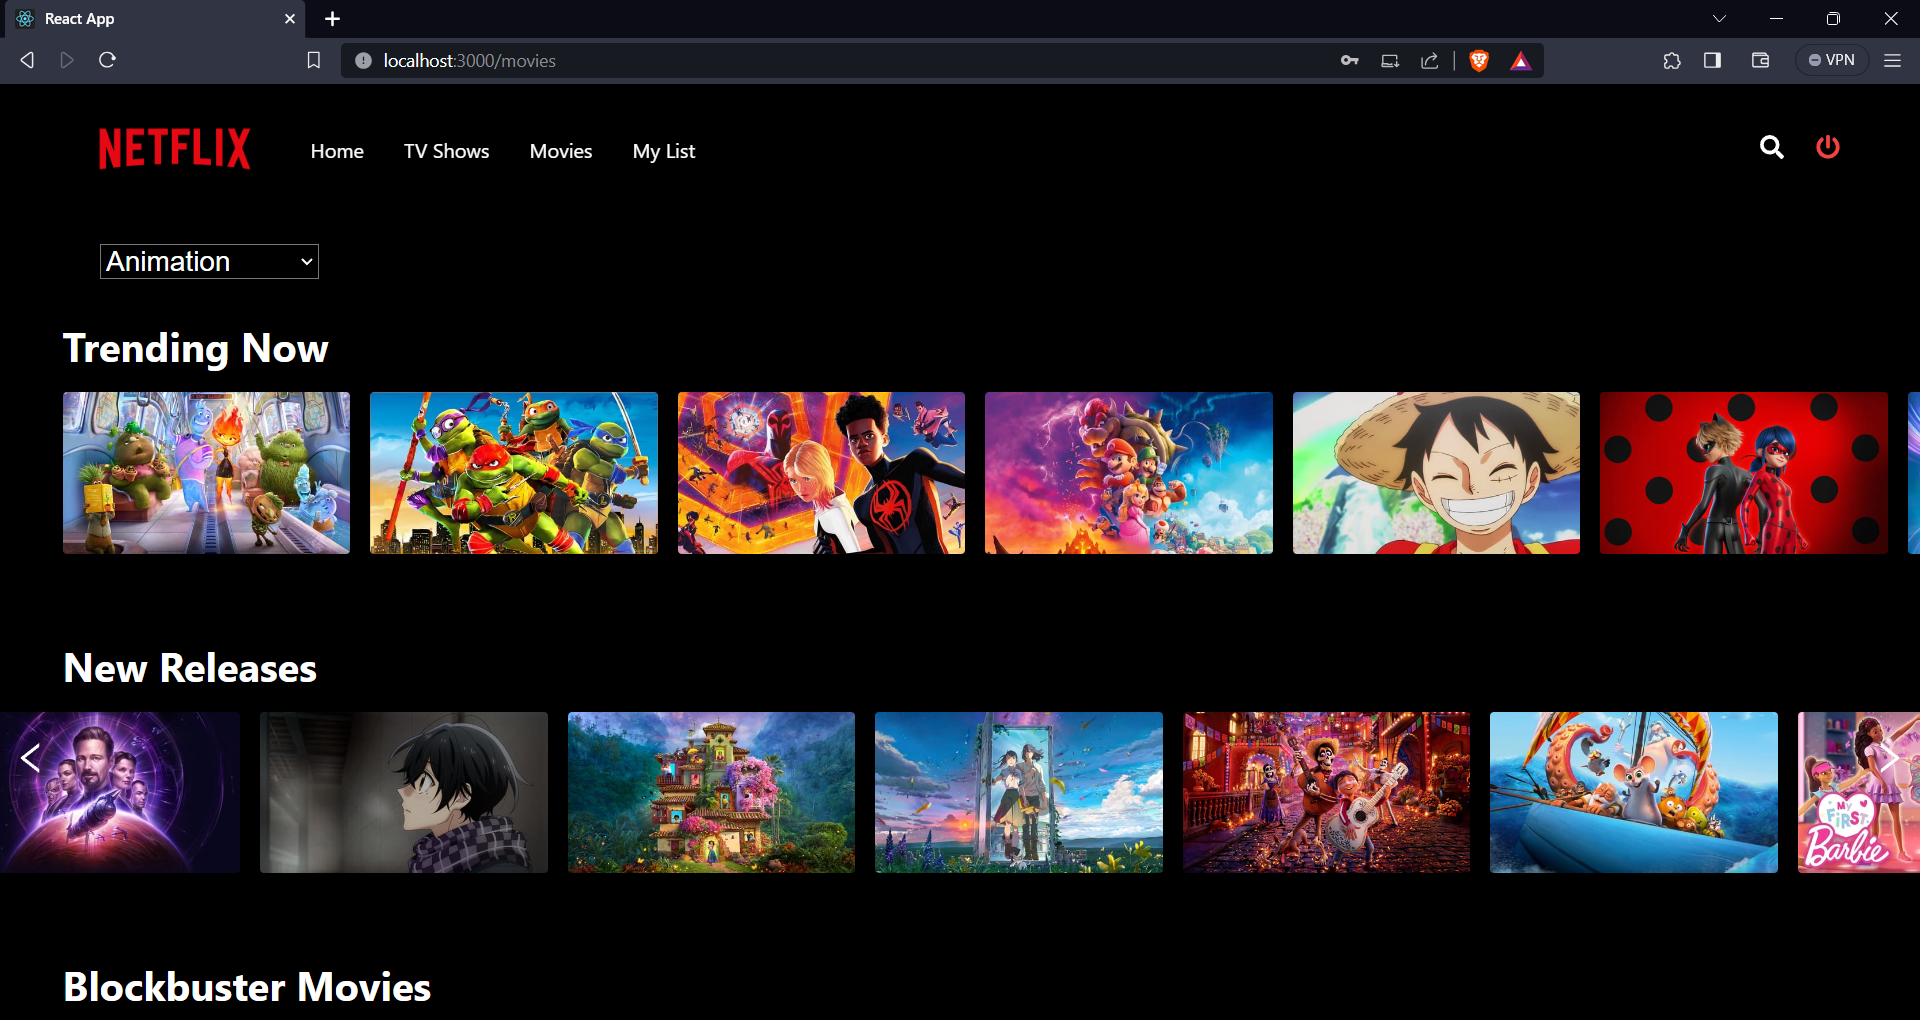 React App
localhost:3000/movies
VPN
NETFLIX
Home
TV Shows
Movies
My List
Animation
Trending Now
New Releases
MY
FiRST
Barbie
Blockbuster Movies